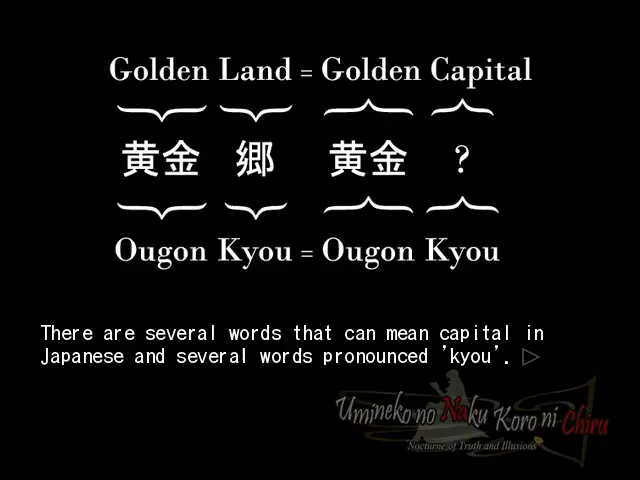 Golden Land = Golden Capital
黄金 郷 黄金 ?
Ougon Kyou = Ougon Kyou
There are several words that can mean capital in
Japanese and several words pronounced 'kyou'. ▷
Umineko no Naku Koro ni Chiru
Nocturne of Truth and Illusions